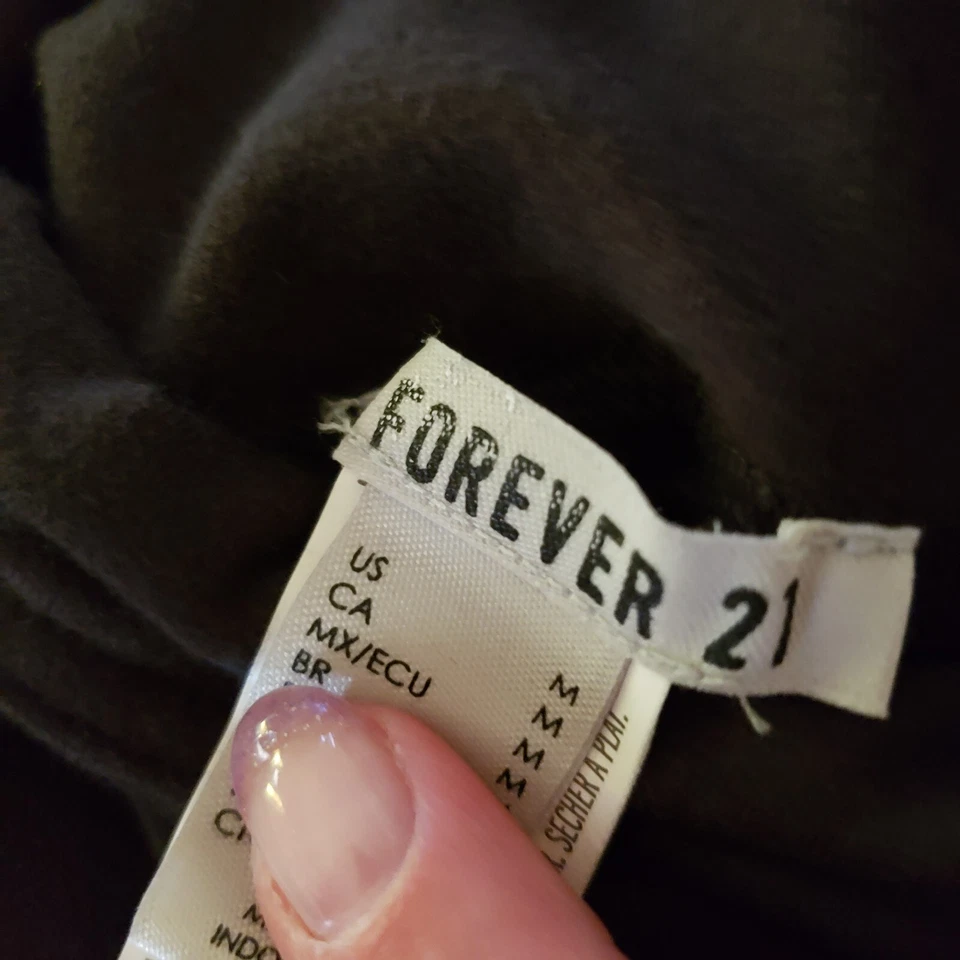 FOREVER 21
US M
CA M
MX/ECU M
BR M
SECHER A PLAT.